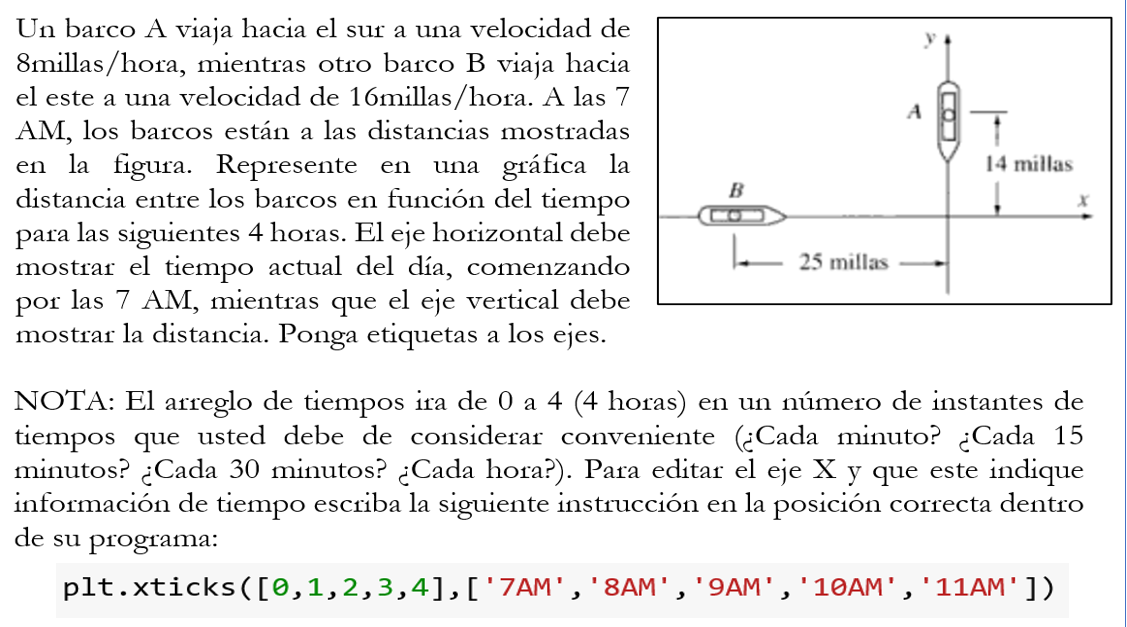 Un barco A viaja hacia el sur a una velocidad de
8millas/hora, mientras otro barco B viaja hacia
el este a una velocidad de 16millas/hora. A las 7
AM, los barcos están a las distancias mostradas
en la figura. Represente en una gráfica la
distancia entre los barcos en función del tiempo
para las siguientes 4 horas. El eje horizontal debe
mostrar el tiempo actual del día, comenzando
por las 7 AM, mientras que el eje vertical debe
mostrar la distancia. Ponga etiquetas a los ejes.
y
A
14 millas
B
x
25 millas
NOTA: El arreglo de tiempos ira de 0 a 4 (4 horas) en un número de instantes de
tiempos que usted debe de considerar conveniente (¿Cada minuto? ¿Cada 15
minutos? ¿Cada 30 minutos? ¿Cada hora?). Para editar el eje X y que este indique
información de tiempo escriba la siguiente instrucción en la posición correcta dentro
de su programa:
plt.xticks([0,1,2,3,4],['7AM','8AM','9AM','10AM','11AM'])